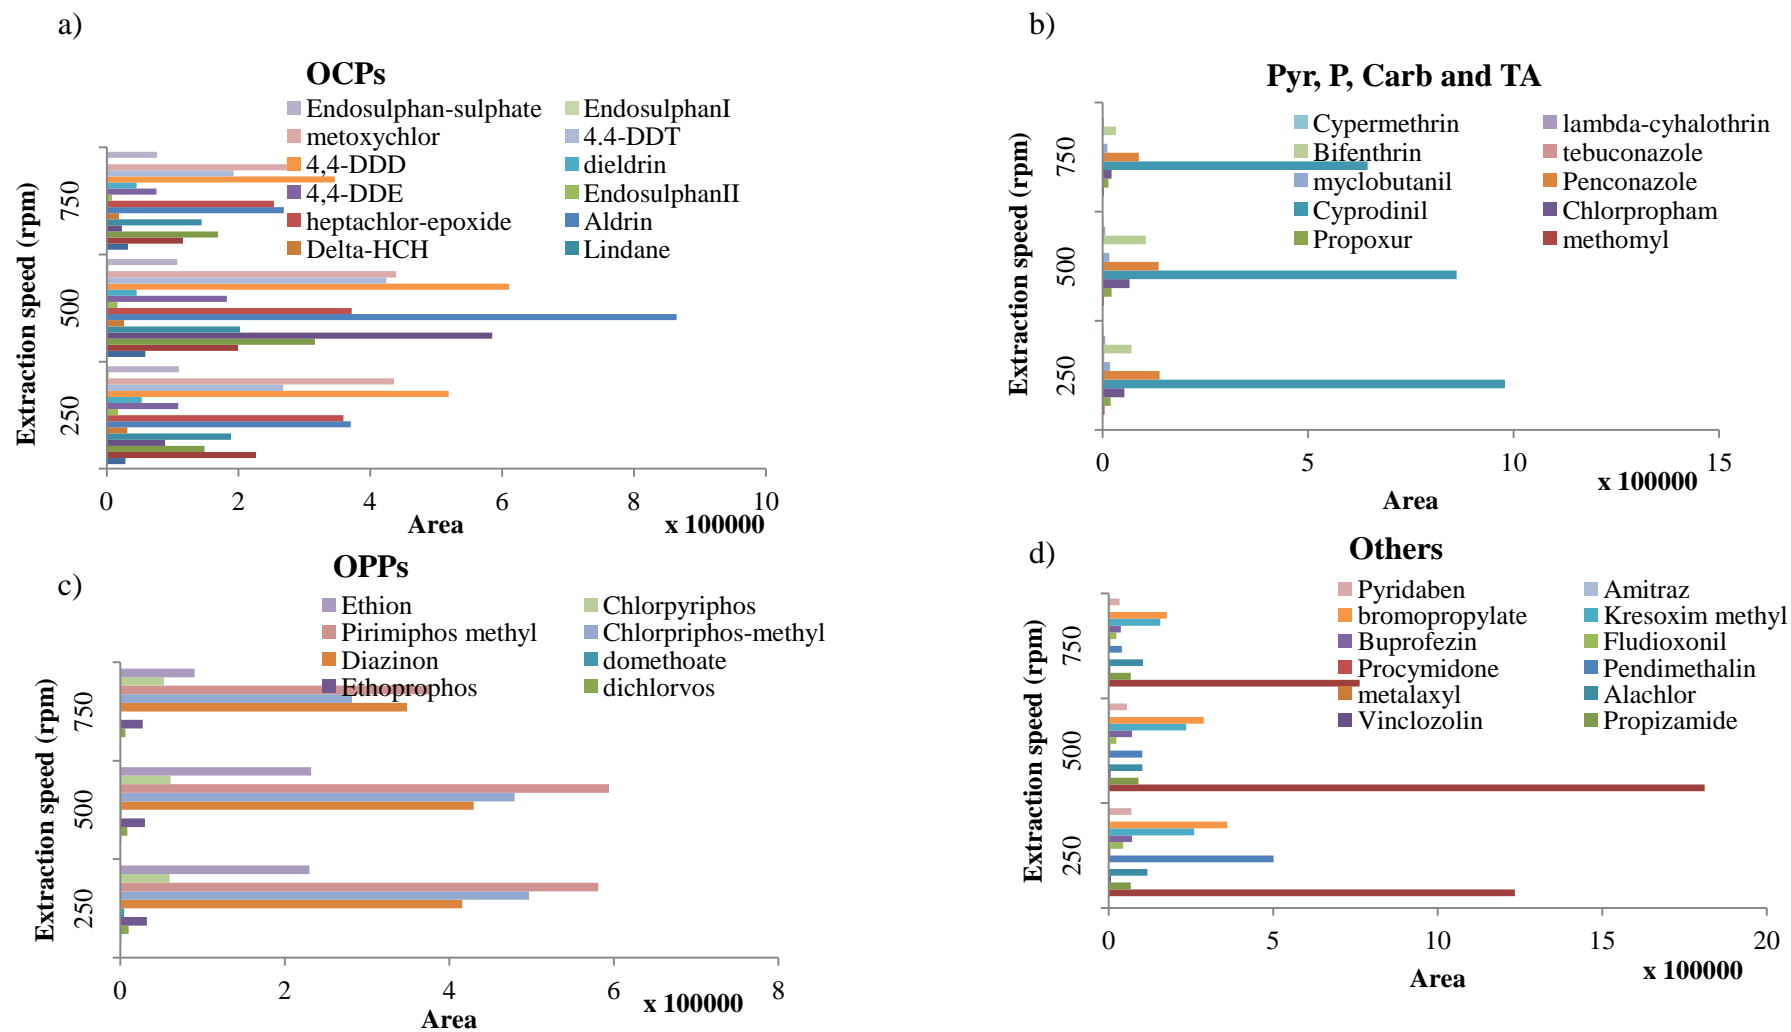 a)
OCPs
Endosulphan-sulphate EndosulphanI
metoxychlor 4.4-DDT
4,4-DDD dieldrin
4,4-DDE EndosulphanII
heptachlor-epoxide Aldrin
Delta-HCH Lindane
Extraction speed (rpm)
750
500
250
0 2 4 6 8 10
Area
x 100000
b)
Pyr, P, Carb and TA
Cypermethrin lambda-cyhalothrin
Bifenthrin tebuconazole
myclobutanil Penconazole
Cyprodinil Chlorpropham
Propoxur methomyl
Extraction speed (rpm)
750
500
250
0 5 10 15
Area
x 100000
c)
OPPs
Ethion Chlorpyriphos
Pirimiphos methyl Chlorpriphos-methyl
Diazinon domethoate
Ethoprophos dichlorvos
Extraction speed (rpm)
750
500
250
0 2 4 6 8
Area
x 100000
d)
Others
Pyridaben Amitraz
bromopropylate Kresoxim methyl
Buprofezin Fludioxonil
Procymidone Pendimethalin
metalaxyl Alachlor
Vinclozolin Propizamide
Extraction speed (rpm)
750
500
250
0 5 10 15 20
Area
x 100000